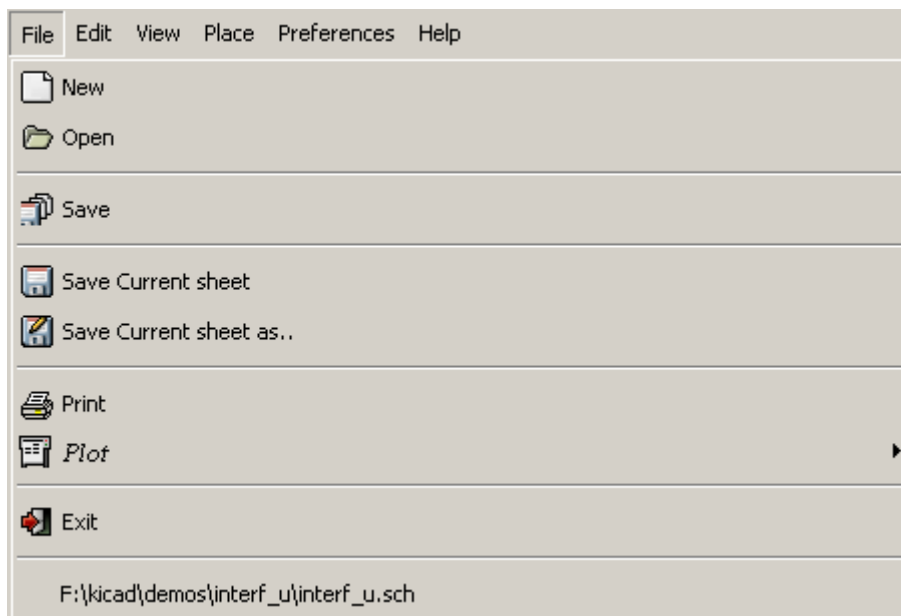 File Edit View Place Preferences Help
New
Open
Save
Save Current sheet
Save Current sheet as..
Print
Plot
Exit
F:\kicad\demos\interf_u\interf_u.sch